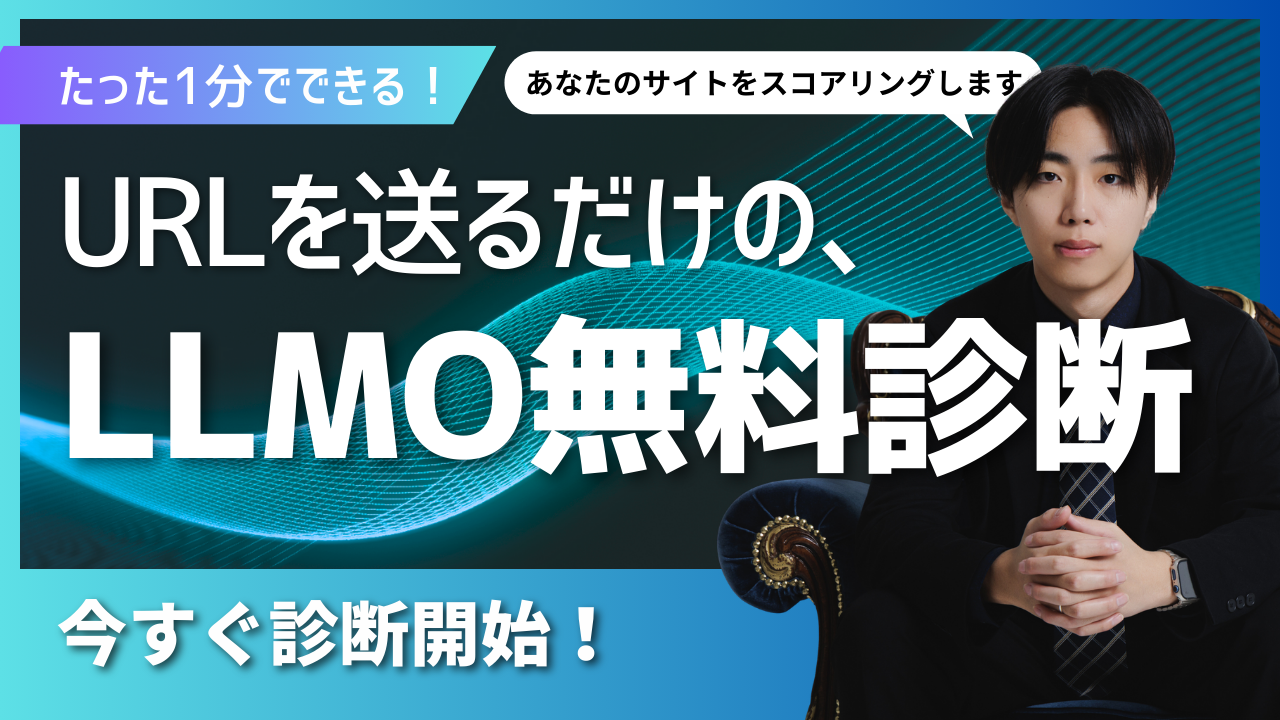 たった1分でできる！
あなたのサイトをスコアリングします
URLを送るだけの、
LLMO無料診断
今すぐ診断開始！